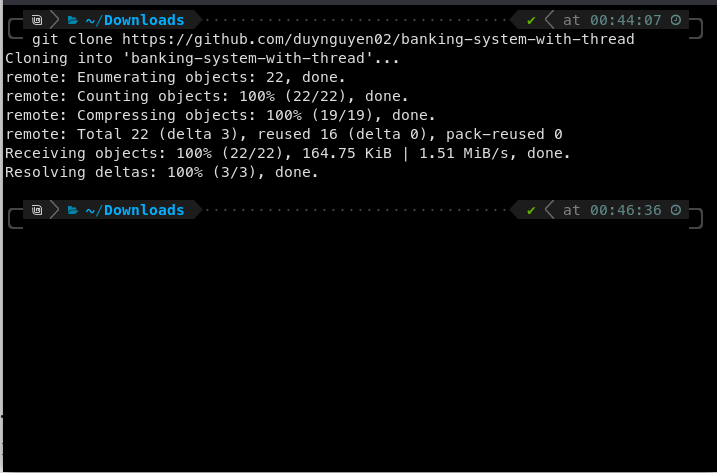 ~/Downloads ✔ at 00:44:07
git clone https://github.com/duynguyen02/banking-system-with-thread
Cloning into 'banking-system-with-thread'...
remote: Enumerating objects: 22, done.
remote: Counting objects: 100% (22/22), done.
remote: Compressing objects: 100% (19/19), done.
remote: Total 22 (delta 3), reused 16 (delta 0), pack-reused 0
Receiving objects: 100% (22/22), 164.75 KiB | 1.51 MiB/s, done.
Resolving deltas: 100% (3/3), done.
~/Downloads ✔ at 00:46:36